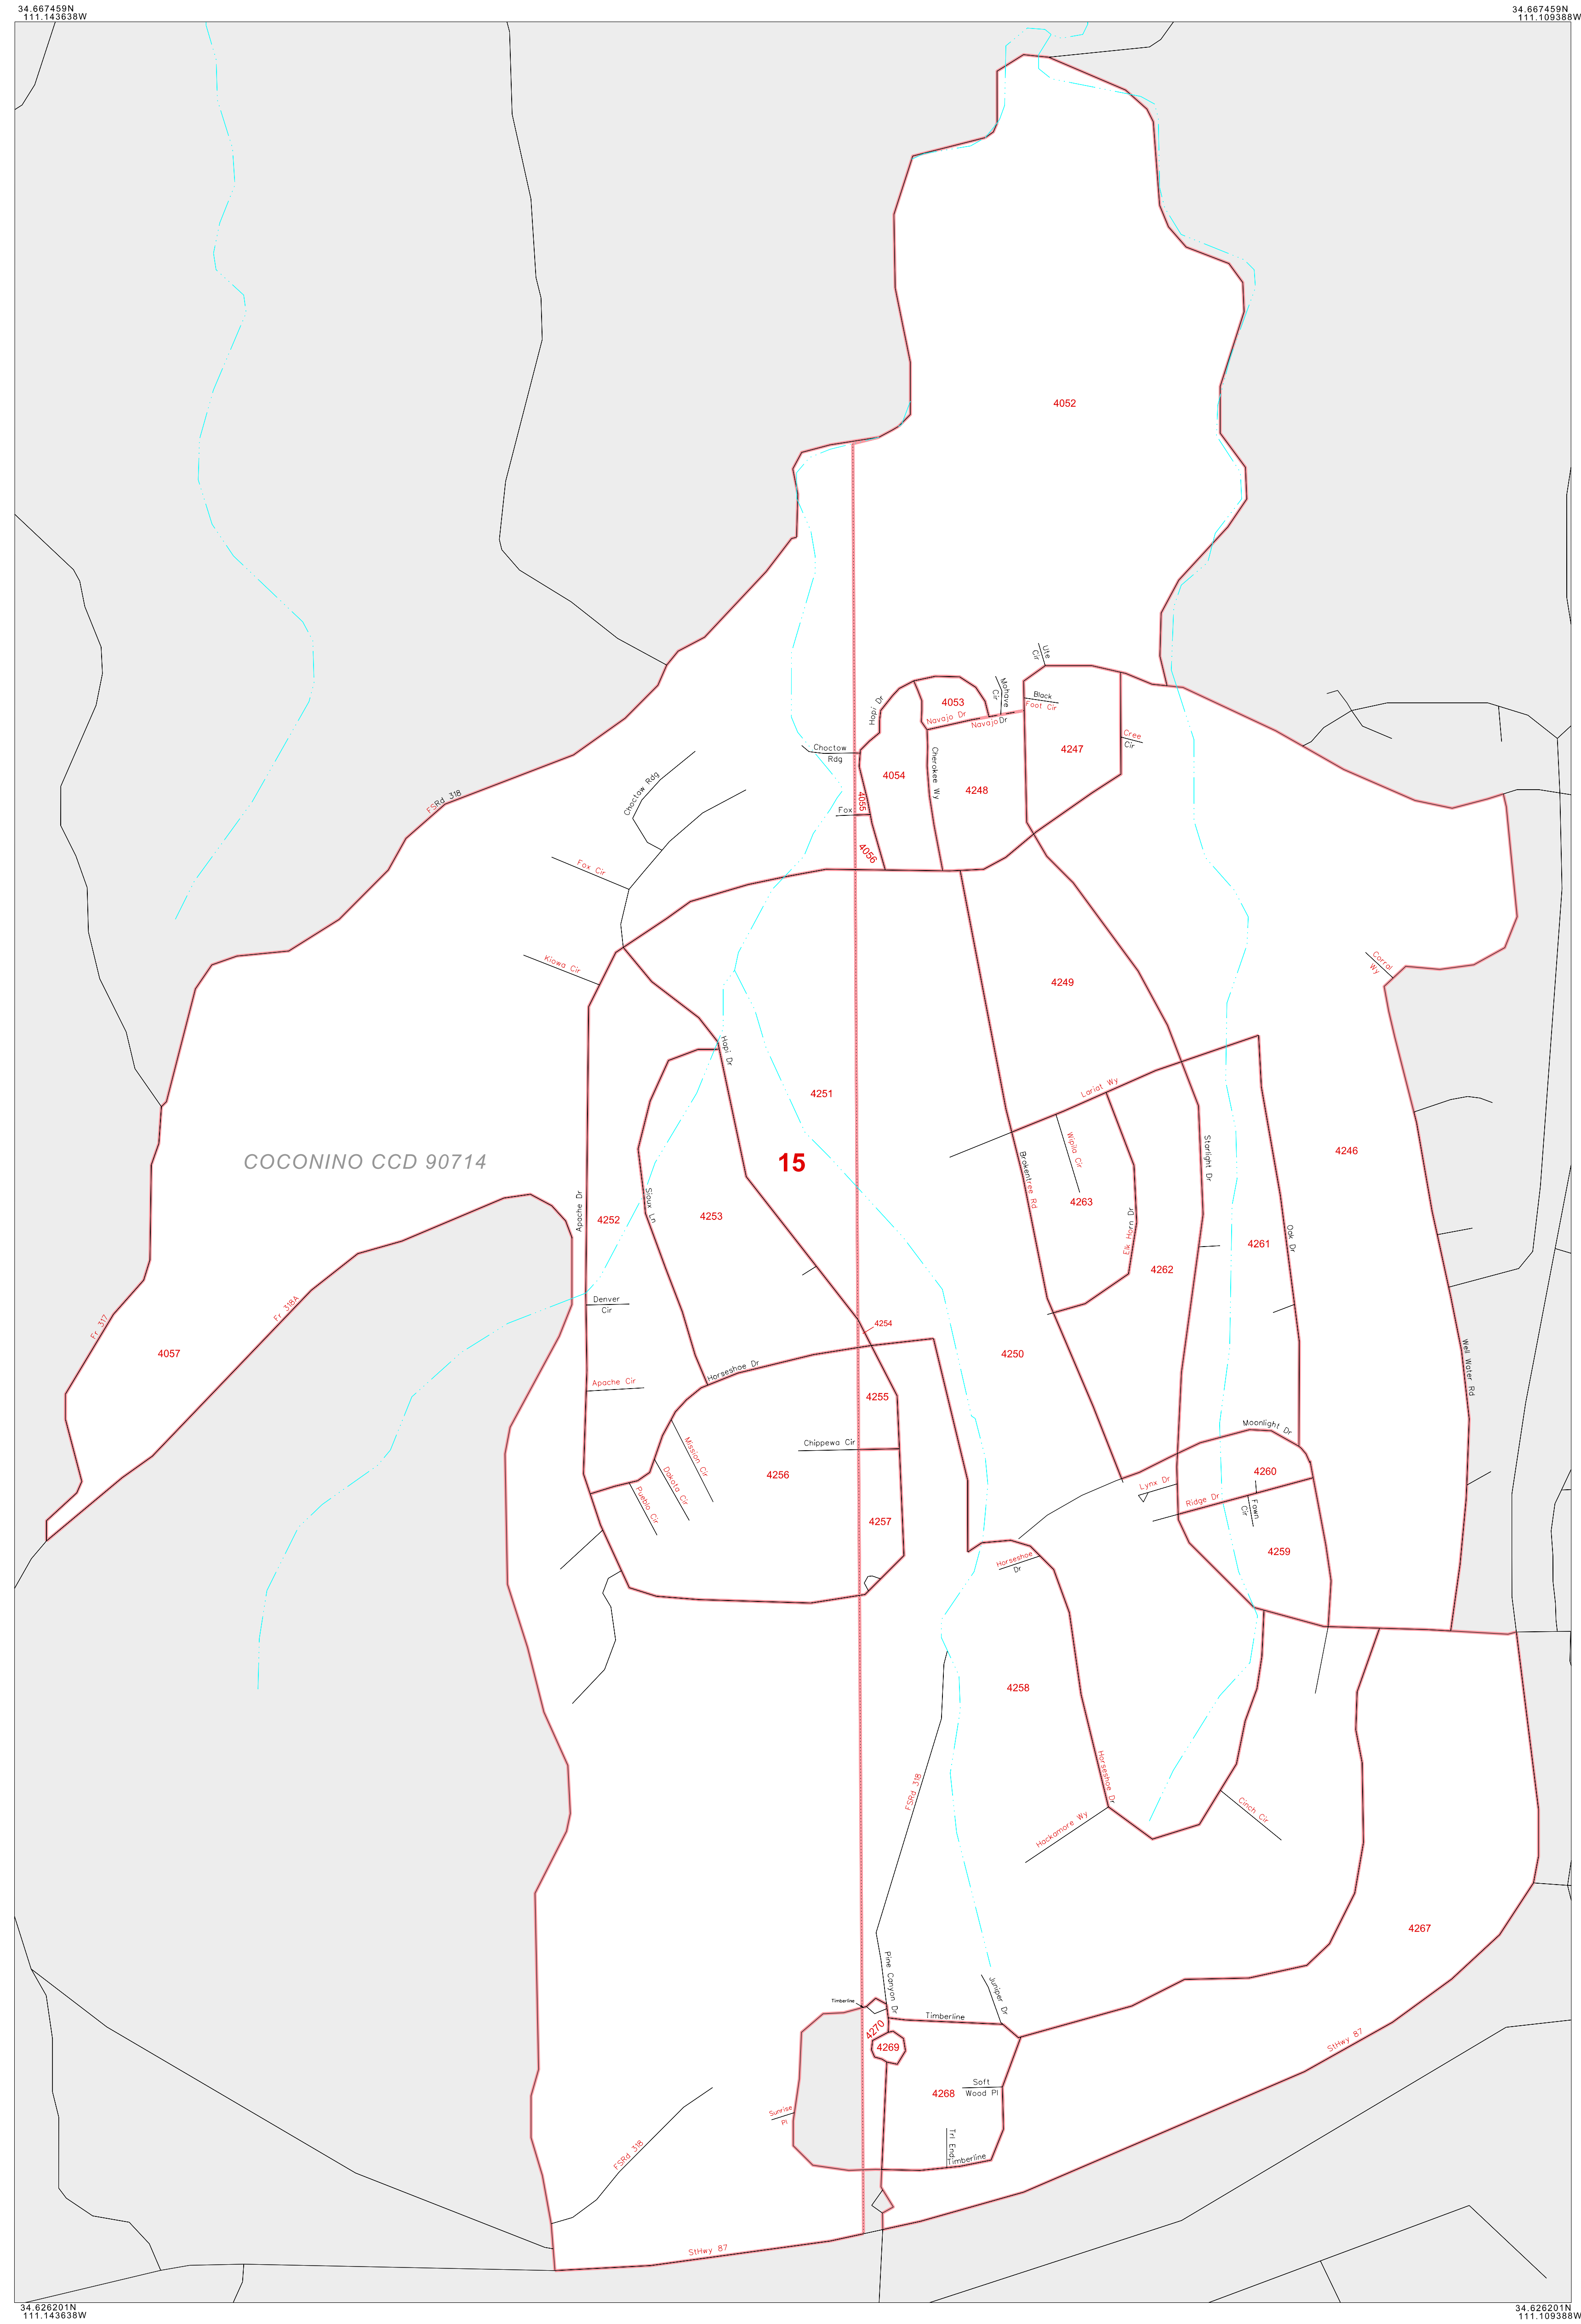 34.667459N
111.143638W
34.667459N
111.109388W
4052
Ute
Cir
Mohave
Cir
Black
Foot Cir
4053
Hopi Dr
Navajo Dr
Navajo Dr
Cree
Cir
Choctow
Rdg
Cherokee Wy
4247
4054
4248
Choctow Rdg
4055
FSRd 318
Fox
4056
Fox Cir
Kiowa Cir
Corral
Wy
4249
Hopi Dr
Lariat Wy
4251
Wipila Cir
Starlight Dr
4246
COCONINO CCD 90714
15
Brokentree Rd
Apache Dr
Sioux Ln
4252
4253
4263
Elk Horn Dr
Oak Dr
4261
4262
Denver
Cir
Fr 318A
Fr 317
4254
4057
4250
Well Water Rd
Horseshoe Dr
Apache Cir
4255
Moonlight Dr
Chippewa Cir
Mission Cir
Dakota Cir
Pueblo Cir
4256
4260
Lynx Dr
Ridge Dr
Fawn
Cir
4257
4259
Horseshoe
Dr
4258
Horseshoe Dr
FSRd 318
Cinch Cir
Hackamore Wy
4267
Pine Canyon Dr
Juniper Dr
Timberline
Timberline
4270
4269
StHwy 87
Soft
Wood Pl
4268
Sunrise
Pl
Tri End
Timberline
FSRd 318
StHwy 87
34.626201N
111.143638W
34.626201N
111.109388W